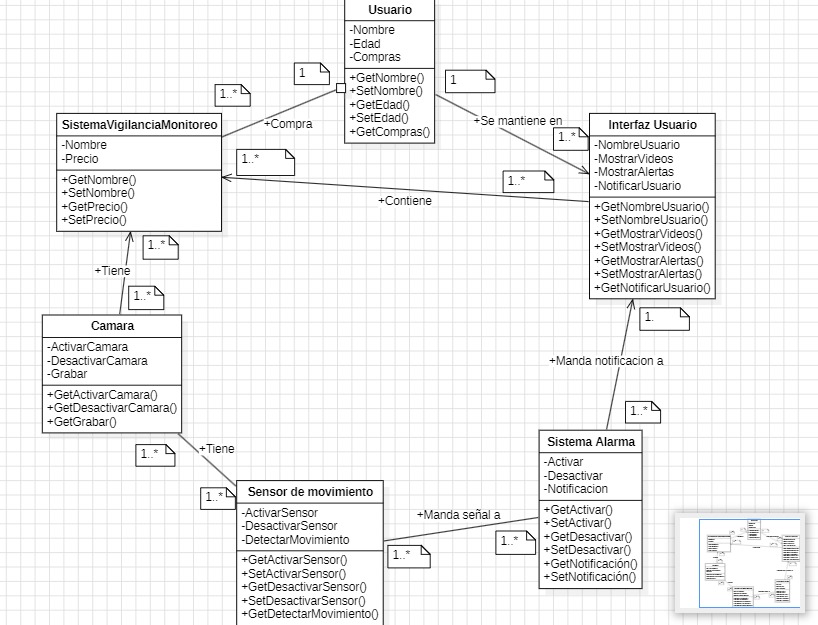 Usuario
-Nombre
-Edad
-Compras
+GetNombre()
+SetNombre()
+GetEdad()
+SetEdad()
+GetCompras()
1
1
1..*
+Compra
+Se mantiene en
1..*
SistemaVigilanciaMonitoreo
-Nombre
-Precio
+GetNombre()
+SetNombre()
+GetPrecio()
+SetPrecio()
1..*
1..*
+Contiene
Interfaz Usuario
-NombreUsuario
-MostrarVideos
-MostrarAlertas
-NotificarUsuario
+GetNombreUsuario()
+SetNombreUsuario()
+GetMostrarVideos()
+SetMostrarVideos()
+GetMostrarAlertas()
+SetMostrarAlertas()
+GetNotificarUsuario()
1..*
+Tiene
1..*
1.
Camara
-ActivarCamara
-DesactivarCamara
-Grabar
+GetActivarCamara()
+GetDesactivarCamara()
+GetGrabar()
+Manda notificacion a
1..*
1..*
+Tiene
1..*
Sensor de movimiento
-ActivarSensor
-DesactivarSensor
-DetectarMovimiento
+GetActivarSensor()
+SetActivarSensor()
+GetDesactivarSensor()
+SetDesactivarSensor()
+GetDetectarMovimiento()
+Manda señal a
1..*
1..*
Sistema Alarma
-Activar
-Desactivar
-Notificacion
+GetActivar()
+SetActivar()
+GetDesactivar()
+SetDesactivar()
+GetNotificación()
+SetNotificación()